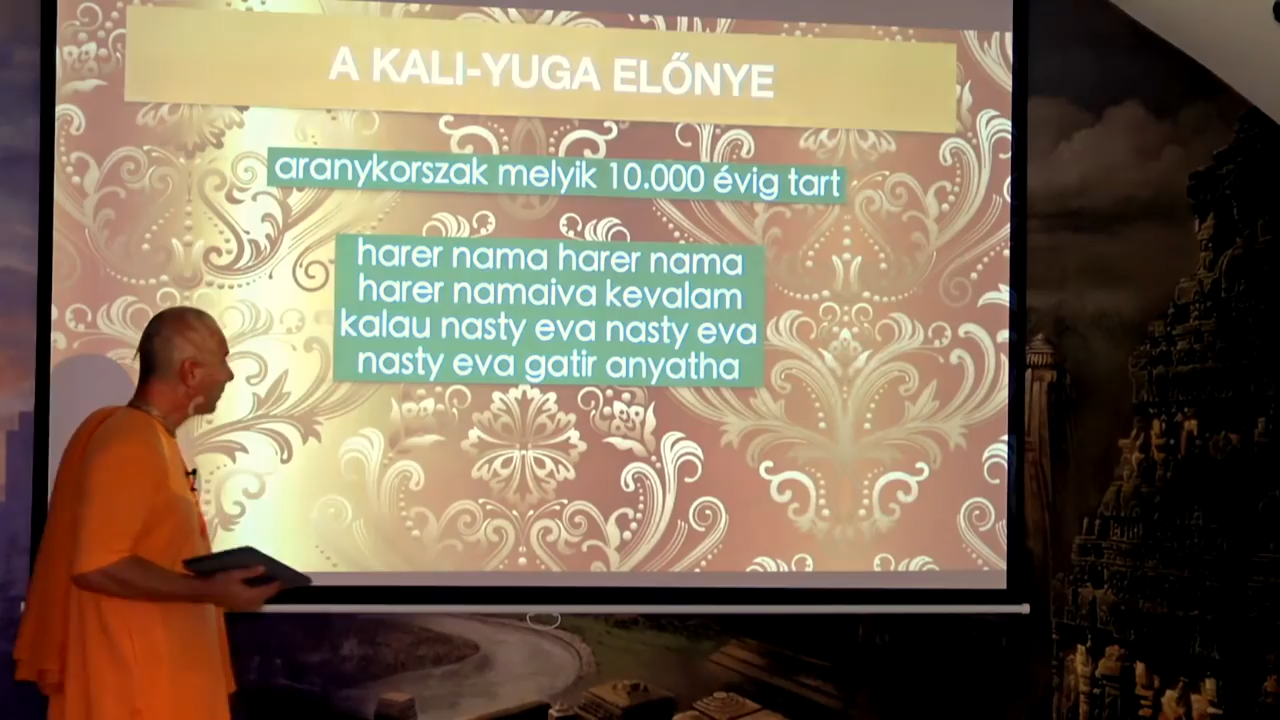 A KALI-YUGA ELŐNYE
aranykorszak melyik 10.000 évig tart
harer nama harer nama
harer namaiva kevalam
kalau nasty eva nasty eva
nasty eva gatir anyatha